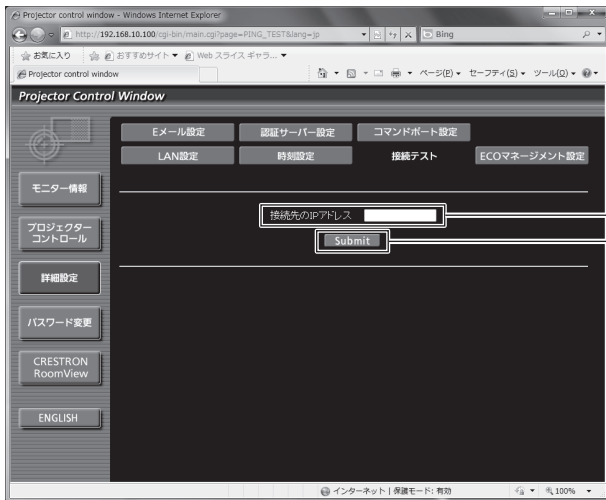 Projector control window - Windows Internet Explorer
http://192.168.10.100/cgi-bin/main.cgi?page=PING_TEST&lang=jp Bing
お気に入り おすすめサイト Web スライス ギャラ...
Projector control window ページ(P) セーフティ(S) ツール(O)
Projector Control Window
Eメール設定 認証サーバー設定 コマンドポート設定
LAN設定 時刻設定 接続テスト ECOマネージメント設定
モニター情報
接続先のIPアドレス
プロジェクター
コントロール
Submit
詳細設定
パスワード変更
CRESTRON
RoomView
ENGLISH
インターネット | 保護モード: 有効 100%